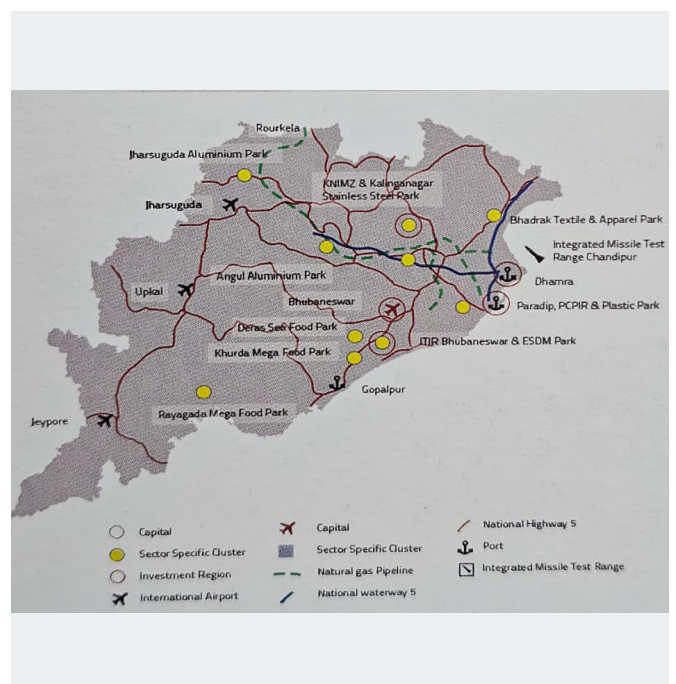 Rourkela
Jharsuguda Aluminium Park
KNIMZ & Kalinganagar
Stainless Steel Park
Jharsuguda
Bhadrak Textile & Apparel Park
Integrated Missile Test
Range Chandipur
Angul Aluminium Park
Dhamra
Upkal
Bhubaneswar
Paradip, PCPIR & Plastic Park
Deras Sea Food Park
ITIR Bhubaneswar & ESDM Park
Khurda Mega Food Park
Gopalpur
Rayagada Mega Food Park
Jeypore
Capital
Sector Specific Cluster
Investment Region
International Airport
Capital
Sector Specific Cluster
Natural gas Pipeline
National waterway 5
National Highway 5
Port
Integrated Missile Test Range